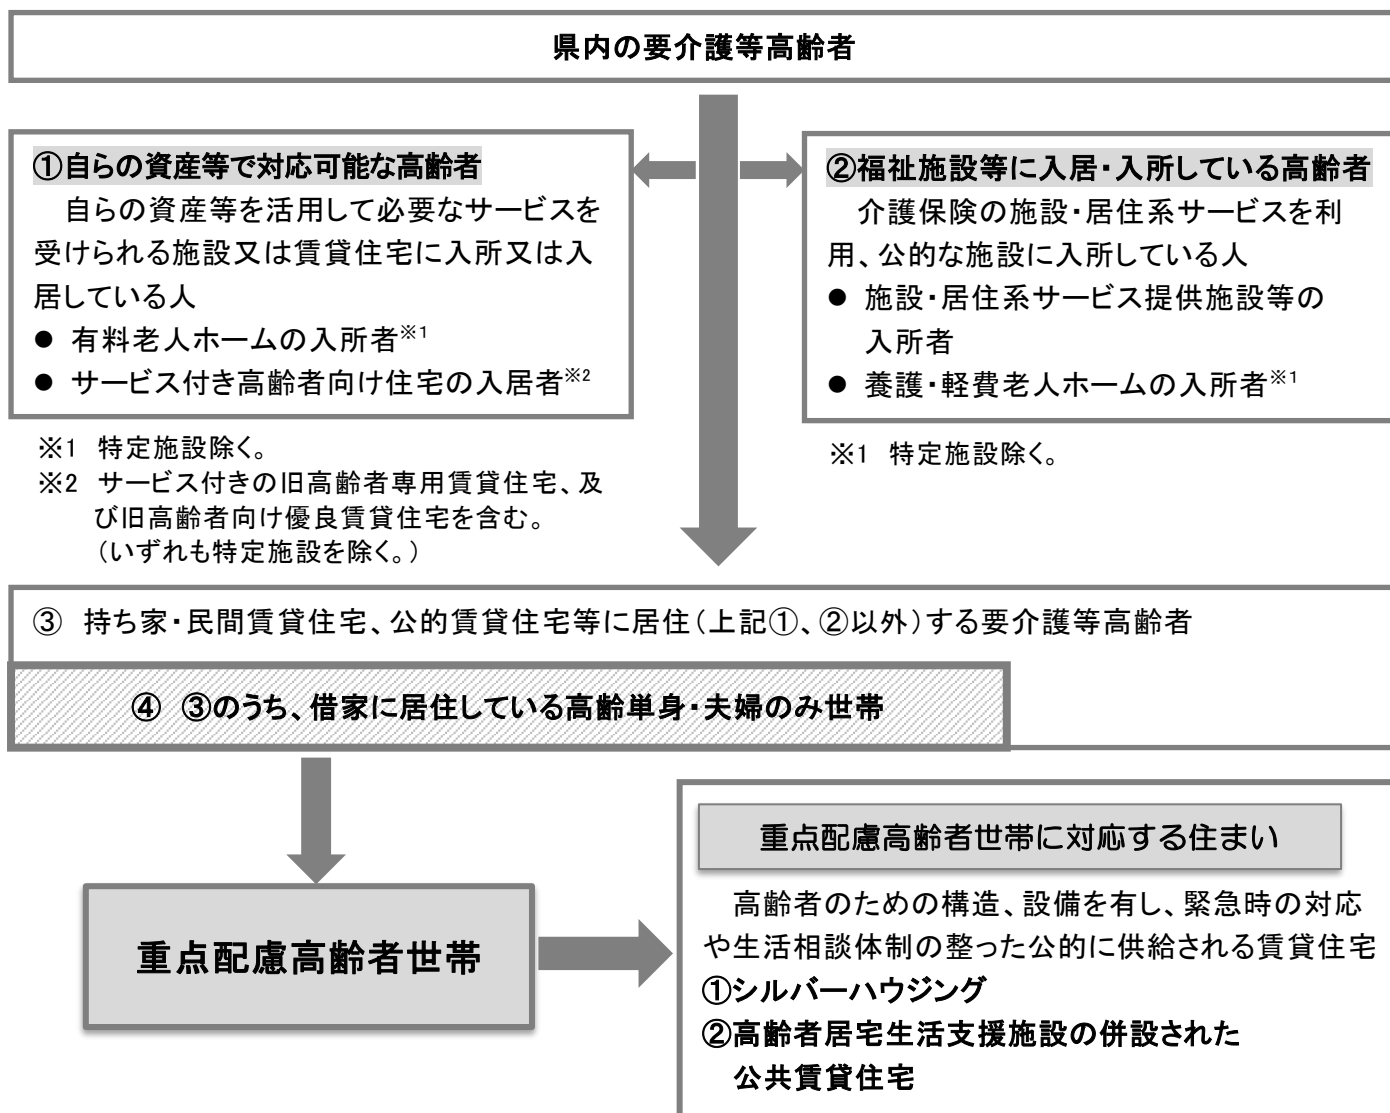 県内の要介護等高齢者
①自らの資産等で対応可能な高齢者
自らの資産等を活用して必要なサービスを
受けられる施設又は賃貸住宅に入所又は入
居している人
● 有料老人ホームの入所者※1
● サービス付き高齢者向け住宅の入居者※2
※1 特定施設除く。
※2 サービス付きの旧高齢者専用賃貸住宅、及
び旧高齢者向け優良賃貸住宅を含む。
（いずれも特定施設を除く。）
②福祉施設等に入居・入所している高齢者
介護保険の施設・居住系サービスを利
用、公的な施設に入所している人
● 施設・居住系サービス提供施設等の
入所者
● 養護・軽費老人ホームの入所者※1
※1 特定施設除く。
③ 持ち家・民間賃貸住宅、公的賃貸住宅等に居住（上記①、②以外）する要介護等高齢者
④ ③のうち、借家に居住している高齢単身・夫婦のみ世帯
重点配慮高齢者世帯
重点配慮高齢者世帯に対応する住まい
高齢者のための構造、設備を有し、緊急時の対応
や生活相談体制の整った公的に供給される賃貸住宅
①シルバーハウジング
②高齢者居宅生活支援施設の併設された
公共賃貸住宅